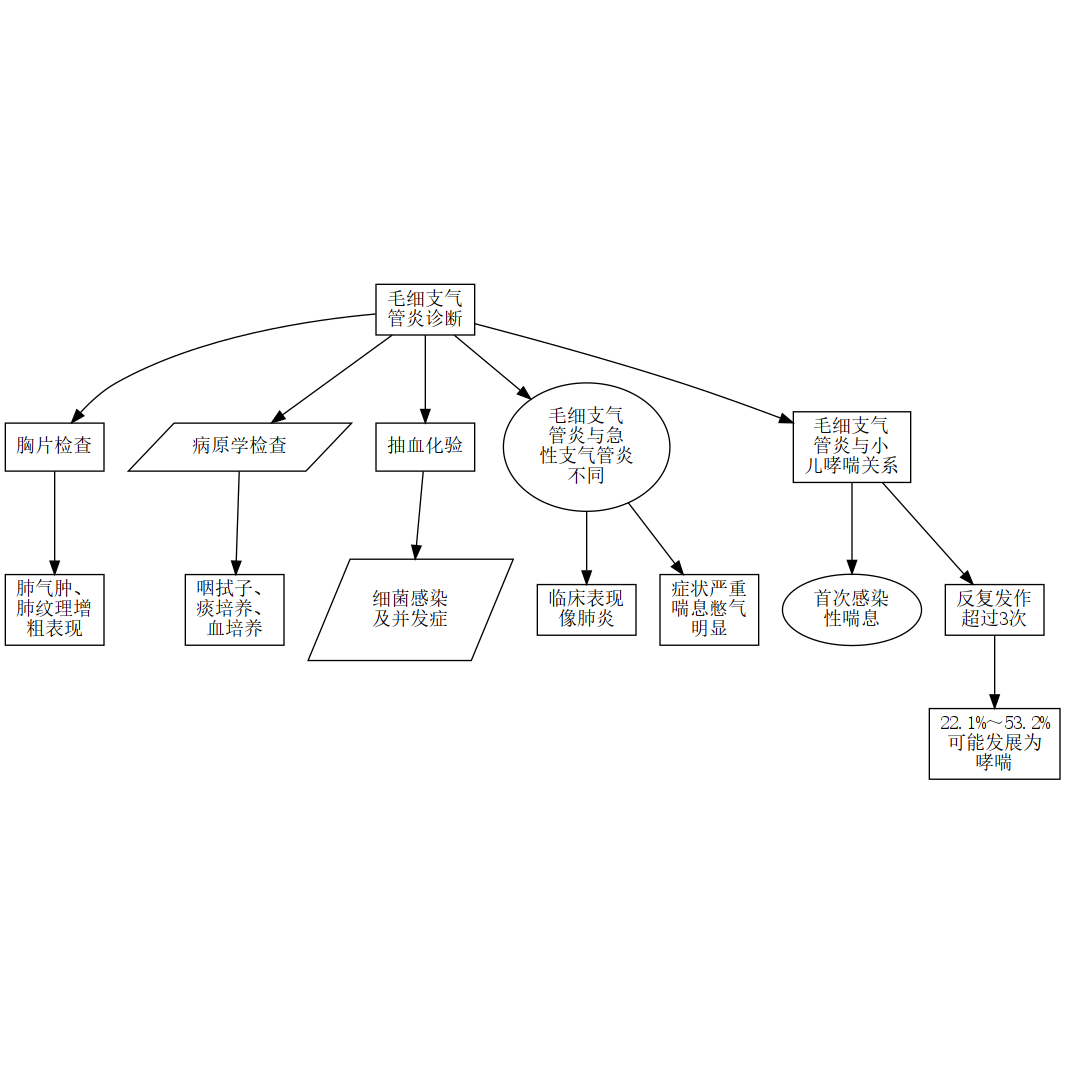 毛细支气
管炎诊断
胸片检查
病原学检查
抽血化验
毛细支气
管炎与急
性支气管炎
不同
毛细支气
管炎与小
儿哮喘关系
肺气肿、
肺纹理增
粗表现
咽拭子、
痰培养、
血培养
细菌感染
及并发症
临床表现
像肺炎
症状严重
喘息憋气
明显
首次感染
性喘息
反复发作
超过3次
22.1%～53.2%
可能发展为
哮喘